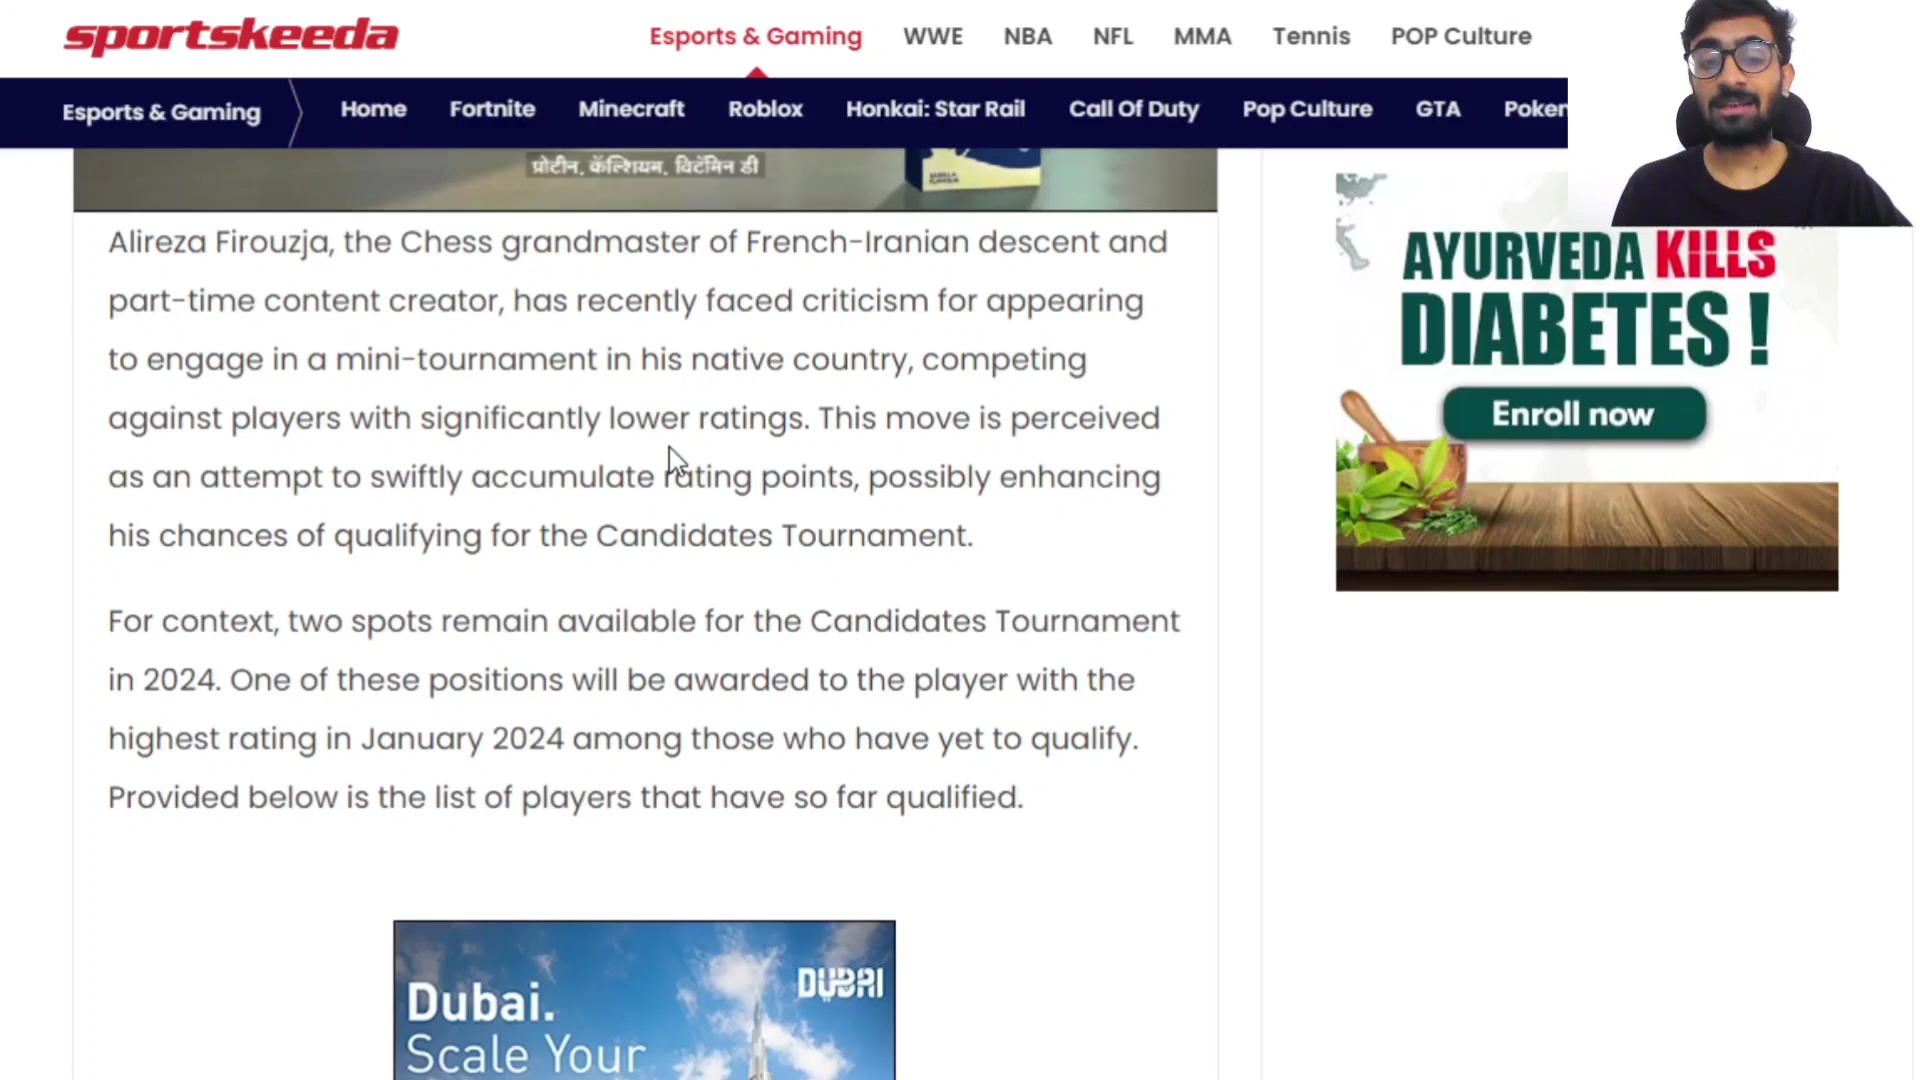 sportskeeda
Esports & Gaming WWE NBA NFL MMA Tennis POP Culture
Esports & Gaming Home Fortnite Minecraft Roblox Honkai: Star Rail Call Of Duty Pop Culture GTA Poken
प्रोटीन, कॅल्शियम, विटॅमिन डी
VANILLA
FLAVOUR
Alireza Firouzja, the Chess grandmaster of French-Iranian descent and
part-time content creator, has recently faced criticism for appearing
to engage in a mini-tournament in his native country, competing
against players with significantly lower ratings. This move is perceived
as an attempt to swiftly accumulate rating points, possibly enhancing
his chances of qualifying for the Candidates Tournament.
For context, two spots remain available for the Candidates Tournament
in 2024. One of these positions will be awarded to the player with the
highest rating in January 2024 among those who have yet to qualify.
Provided below is the list of players that have so far qualified.
AYURVEDA KILLS
DIABETES !
Enroll now
DUBAI
Dubai.
Scale Your